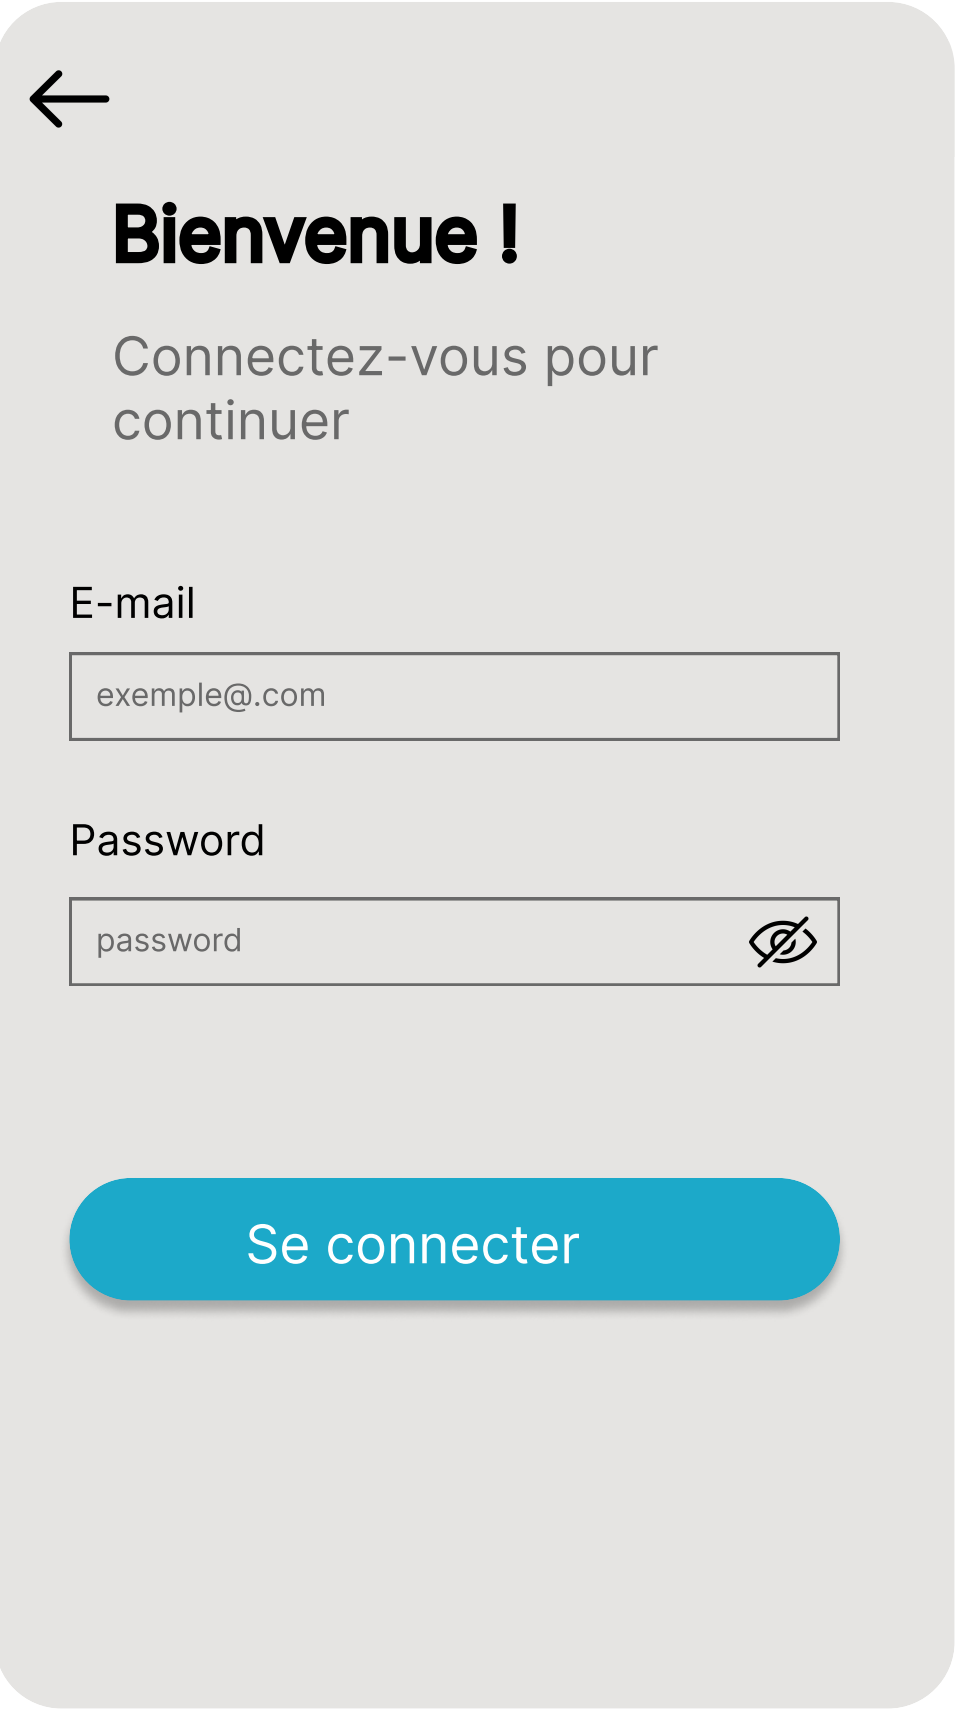 Bienvenue !
Connectez-vous pour
continuer
E-mail
exemple@.com
Password
password
Se connecter